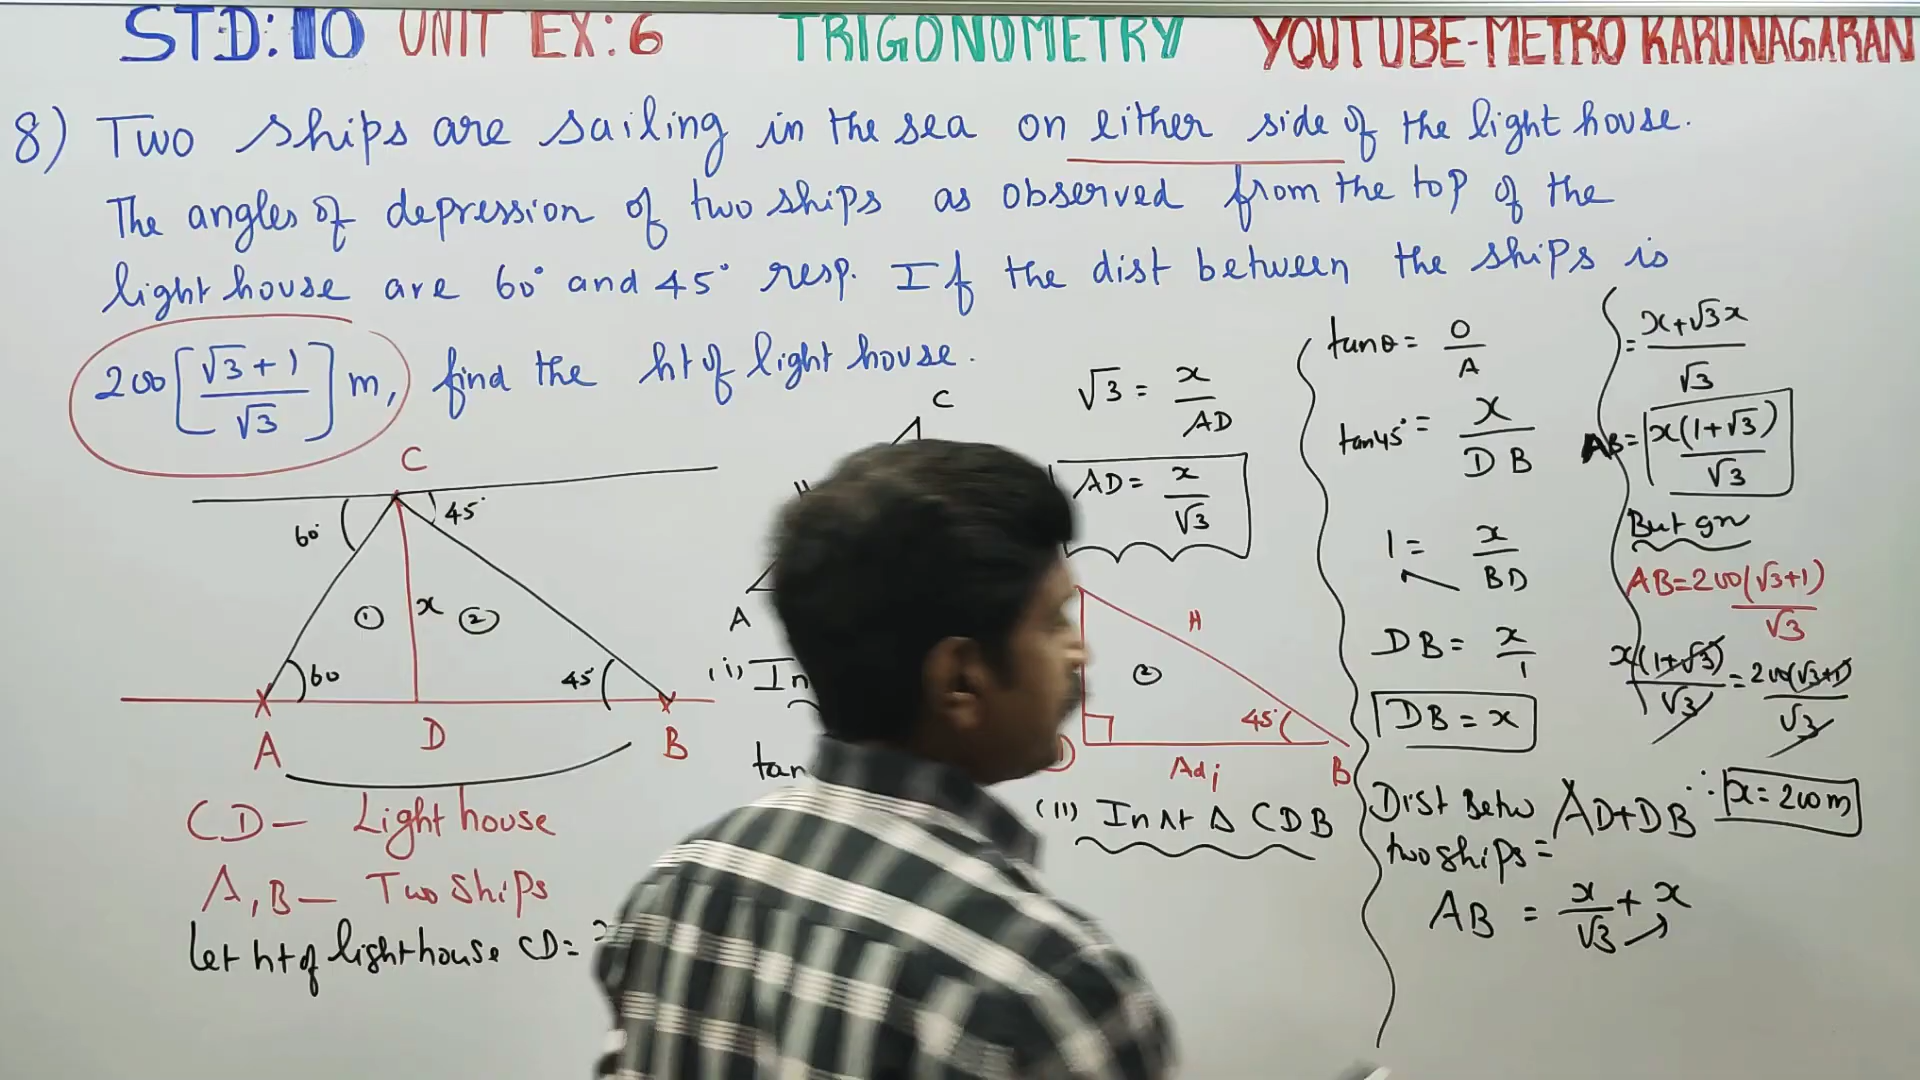 STD:10 UNIT EX:6 TRIGONOMETRY YOUTUBE-METRO KARUNAGARAN
8) Two ships are sailing in the sea on either side of the light house.
The angles of depression of two ships as observed from the top of the
light house are 60° and 45° resp. If the dist between the ships is
200 [√3+1/√3] m, find the ht of light house.
C
60° 45°
① x ②
60 45°
A D B
CD— Light house
A, B— Two Ships
Let ht of lighthouse CD=
C
A
(i) In
tan
√3 = x/AD
AD = x/√3
H
②
45°
Adj B
(ii) In rt Δ CDB
tanθ = O/A
tan45° = x/DB
1 = x/BD
DB = x/1
DB = x
Dist Betw
two ships = AD+DB
AB = x/√3 + x
= x+√3x/√3
AB = x(1+√3)/√3
But gn
AB=200(√3+1)/√3
x(1+√3)/√3 = 200(√3+1)/√3
∴ x = 200m